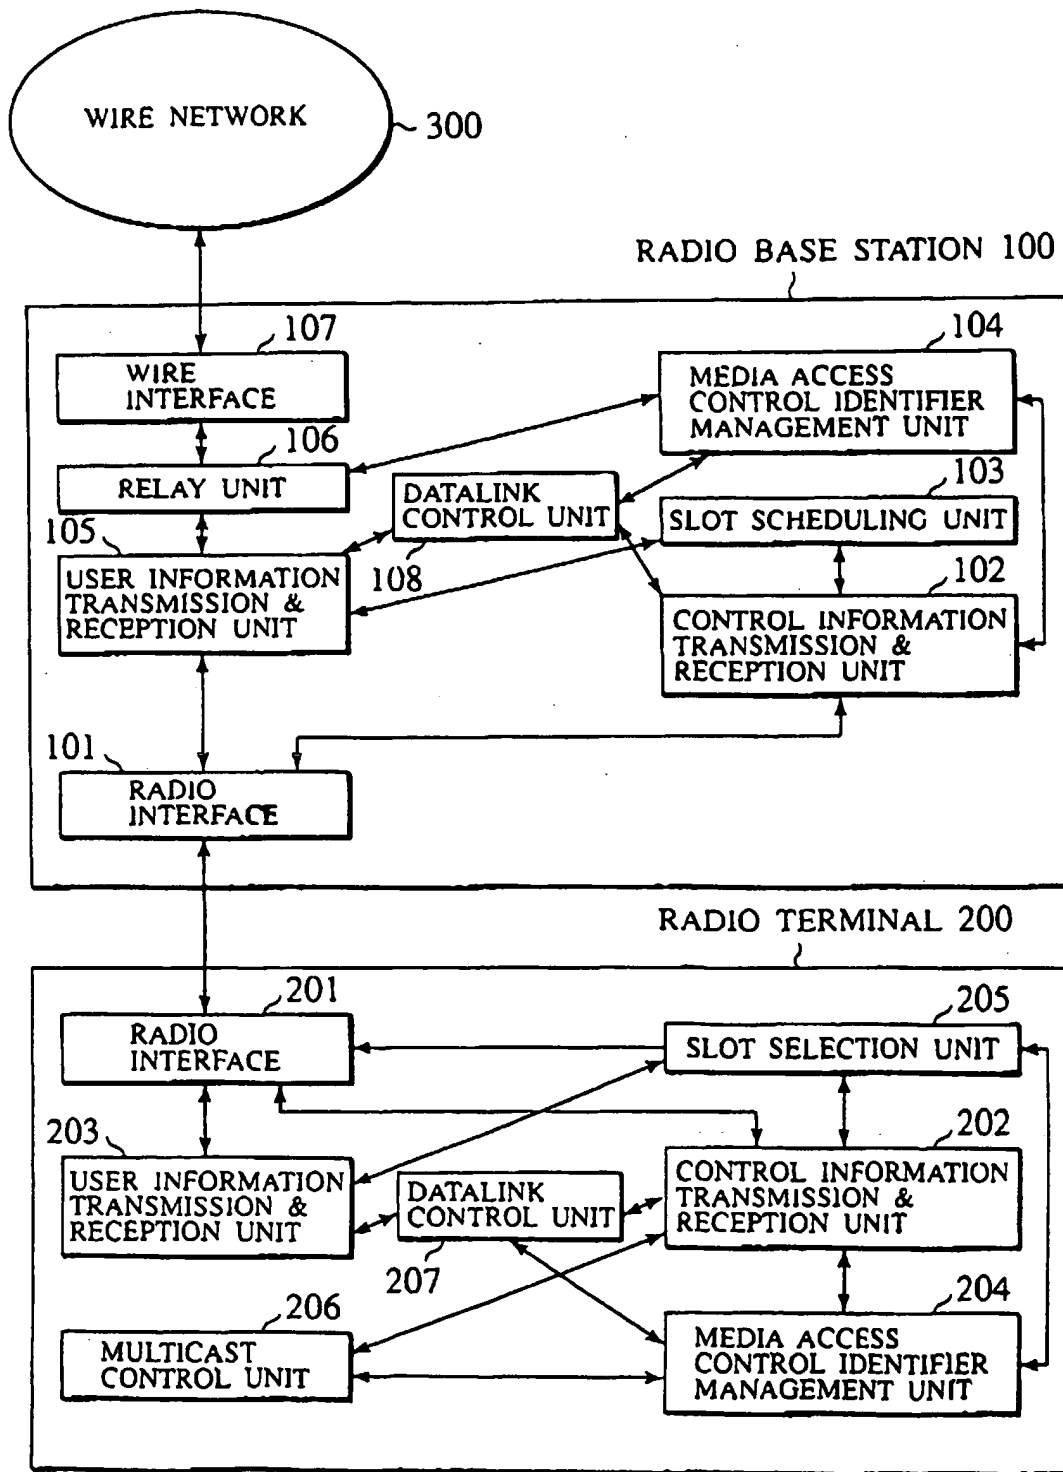 WIRE NETWORK
300
RADIO BASE STATION 100
107
WIRE
INTERFACE
104
MEDIA ACCESS
CONTROL IDENTIFIER
MANAGEMENT UNIT
106
RELAY UNIT
DATALINK
CONTROL UNIT
108
103
SLOT SCHEDULING UNIT
105
USER INFORMATION
TRANSMISSION &
RECEPTION UNIT
102
CONTROL INFORMATION
TRANSMISSION &
RECEPTION UNIT
101
RADIO
INTERFACE
RADIO TERMINAL 200
201
RADIO
INTERFACE
205
SLOT SELECTION UNIT
203
USER INFORMATION
TRANSMISSION &
RECEPTION UNIT
DATALINK
CONTROL UNIT
207
202
CONTROL INFORMATION
TRANSMISSION &
RECEPTION UNIT
206
MULTICAST
CONTROL UNIT
204
MEDIA ACCESS
CONTROL IDENTIFIER
MANAGEMENT UNIT